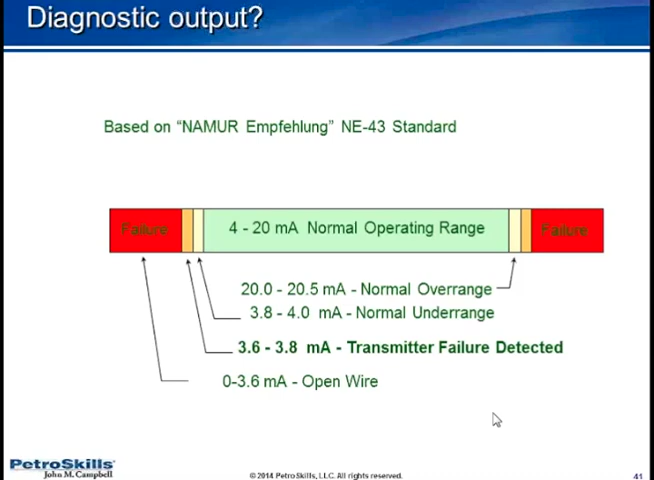 Diagnostic output?
Based on “NAMUR Empfehlung” NE-43 Standard
Failure
4 - 20 mA Normal Operating Range
Failure
20.0 - 20.5 mA - Normal Overrange
3.8 - 4.0 mA - Normal Underrange
3.6 - 3.8 mA - Transmitter Failure Detected
0-3.6 mA - Open Wire
PetroSkills
John M. Campbell
© 2014 PetroSkills, LLC. All rights reserved.
41